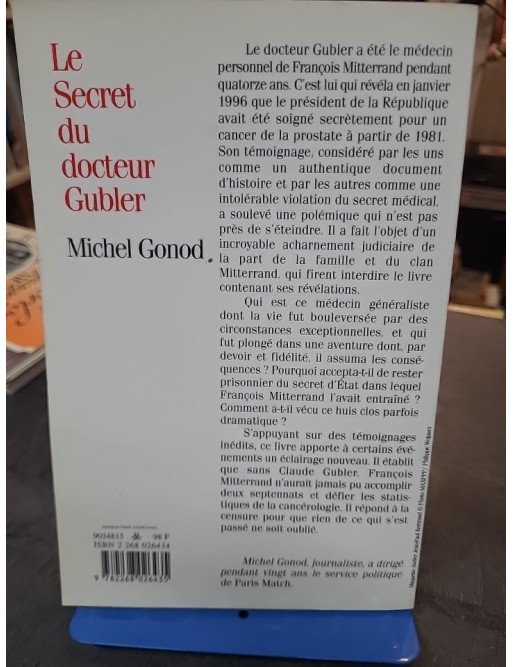 Le
Secret
du
docteur
Gubler
Michel Gonod
Le docteur Gubler a été le médecin
personnel de François Mitterrand pendant
quatorze ans. C'est lui qui révéla en janvier
1996 que le président de la République
avait été soigné secrètement pour un
cancer de la prostate à partir de 1981.
Son témoignage, considéré par les uns
comme un authentique document
d'histoire et par les autres comme une
intolérable violation du secret médical,
a soulevé une polémique qui n'est pas
près de s'éteindre. Il a fait l'objet d'un
incroyable acharnement judiciaire de
la part de la famille et du clan
Mitterrand, qui firent interdire le livre
contenant ses révélations.
Qui est ce médecin généraliste
dont la vie fut bouleversée par des
circonstances exceptionnelles, et qui
fut plongé dans une aventure dont, par
devoir et fidélité, il assuma les consé-
quences ? Pourquoi accepta-t-il de rester
prisonnier du secret d'État dans lequel
François Mitterrand l'avait entraîné ?
Comment a-t-il vécu ce huis clos parfois
dramatique ?
S'appuyant sur des témoignages
inédits, ce livre apporte à certains évé-
nements un éclairage nouveau. Il établit
que sans Claude Gubler, François
Mitterrand n'aurait jamais pu accomplir
deux septennats et défier les statis-
tiques de la cancérologie. Il répond à la
censure pour que rien de ce qui s'est
passé ne soit oublié.
Michel Gonod, journaliste, a dirigé
pendant vingt ans le service politique
de Paris Match.
9034815 98 F
ISBN 2 268 02643 4
9 782268 026435